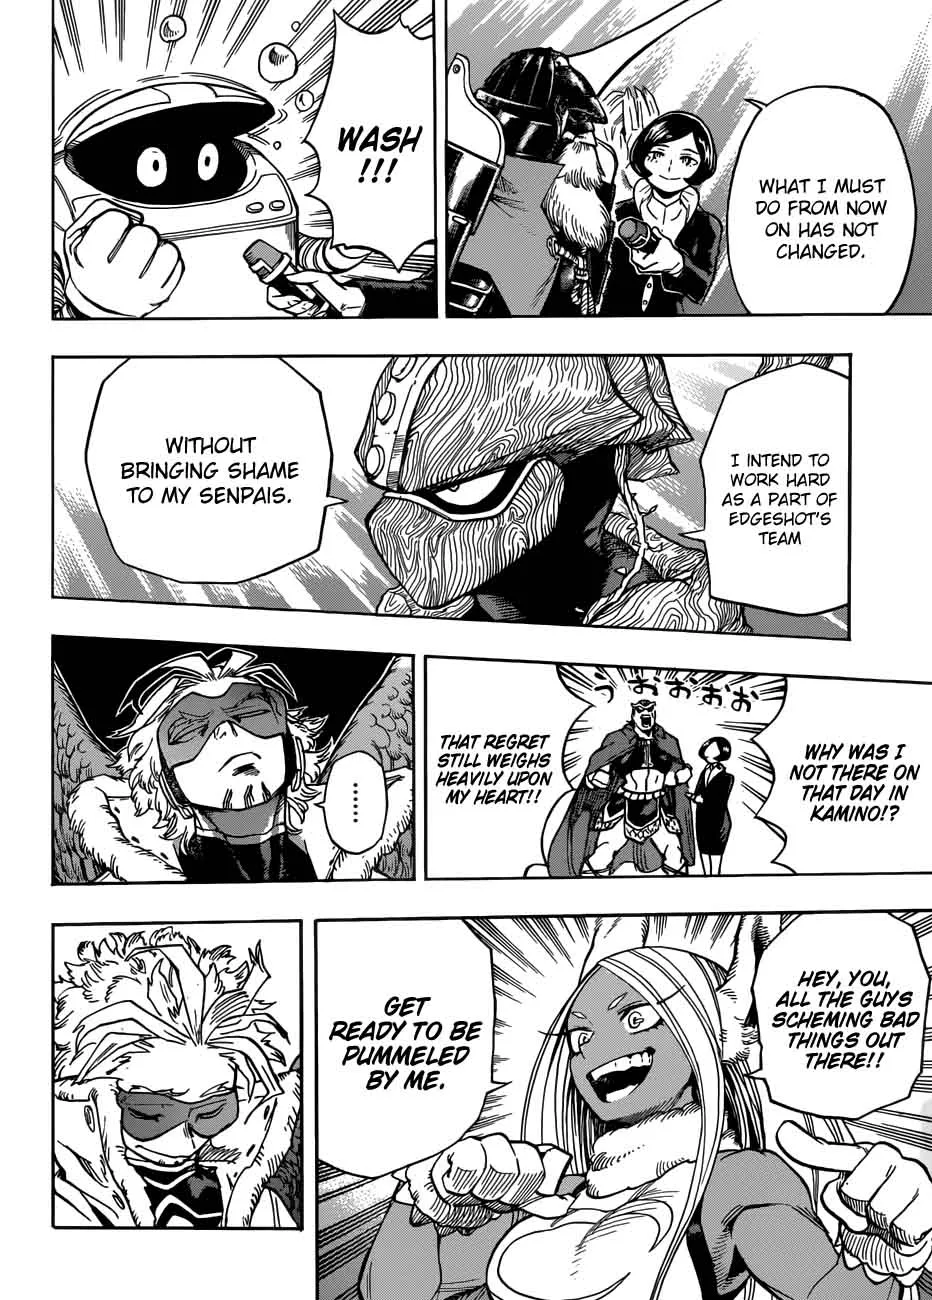 WHAT I MUST
DO FROM NOW
ON HAS NOT
CHANGED.
WASH
!!!
I INTEND TO
WORK HARD
AS A PART OF
EDGESHOT'S
TEAM
WITHOUT
BRINGING SHAME
TO MY SENPAIS.
うおおおおお
WHY WAS I
NOT THERE ON
THAT DAY IN
KAMINO!?
THAT REGRET
STILL WEIGHS
HEAVILY UPON
MY HEART!!
......
HEY, YOU,
ALL THE GUYS
SCHEMING BAD
THINGS OUT
THERE!!
GET
READY TO BE
PUMMELED
BY ME.